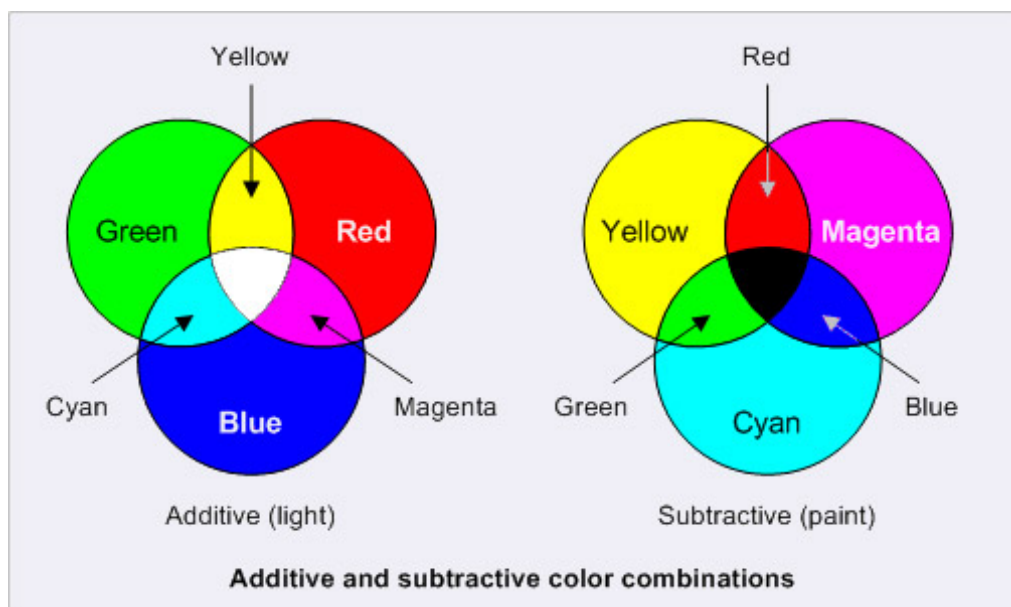 Yellow
Green
Red
Cyan
Blue
Magenta
Additive (light)
Red
Yellow
Magenta
Green
Cyan
Blue
Subtractive (paint)
Additive and subtractive color combinations